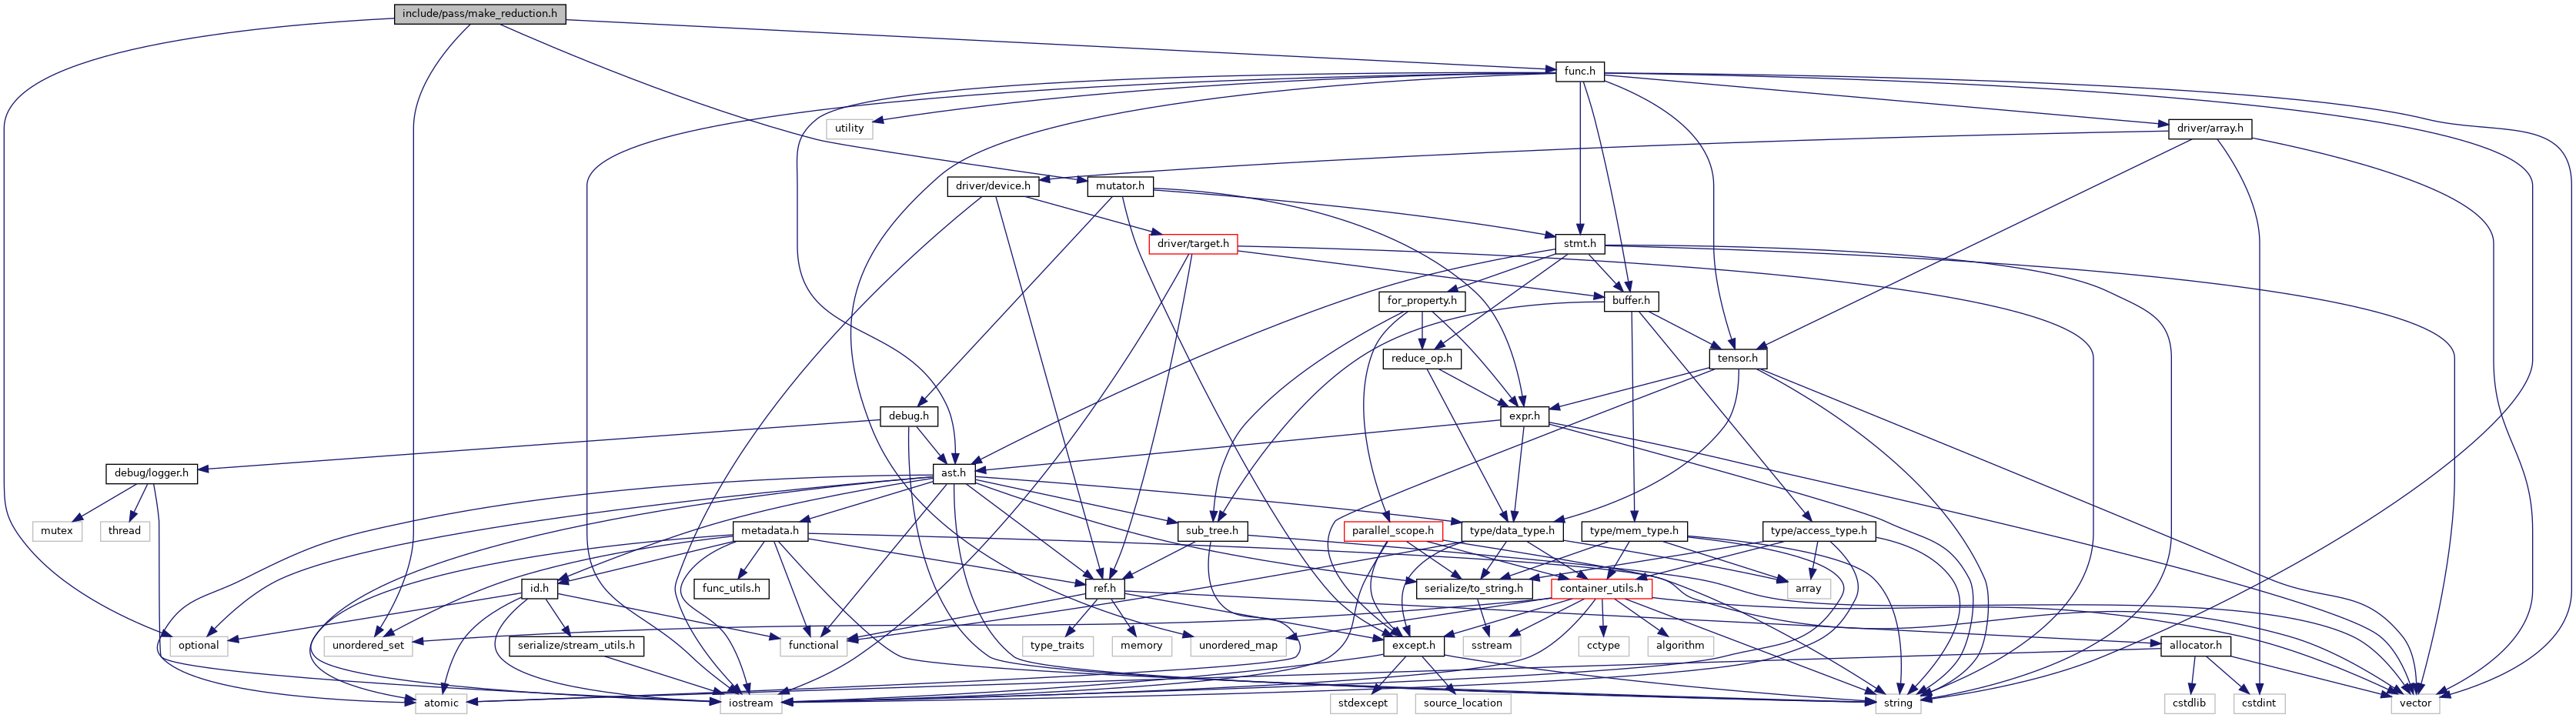 include/pass/make_reduction.h
func.h
utility
driver/array.h
driver/device.h
mutator.h
driver/target.h
stmt.h
for_property.h
buffer.h
reduce_op.h
tensor.h
debug.h
expr.h
debug/logger.h
ast.h
mutex
thread
metadata.h
sub_tree.h
parallel_scope.h
type/data_type.h
type/mem_type.h
type/access_type.h
id.h
func_utils.h
ref.h
serialize/to_string.h
container_utils.h
array
optional
unordered_set
serialize/stream_utils.h
functional
type_traits
memory
unordered_map
except.h
sstream
cctype
algorithm
allocator.h
atomic
iostream
stdexcept
source_location
string
cstdlib
cstdint
vector